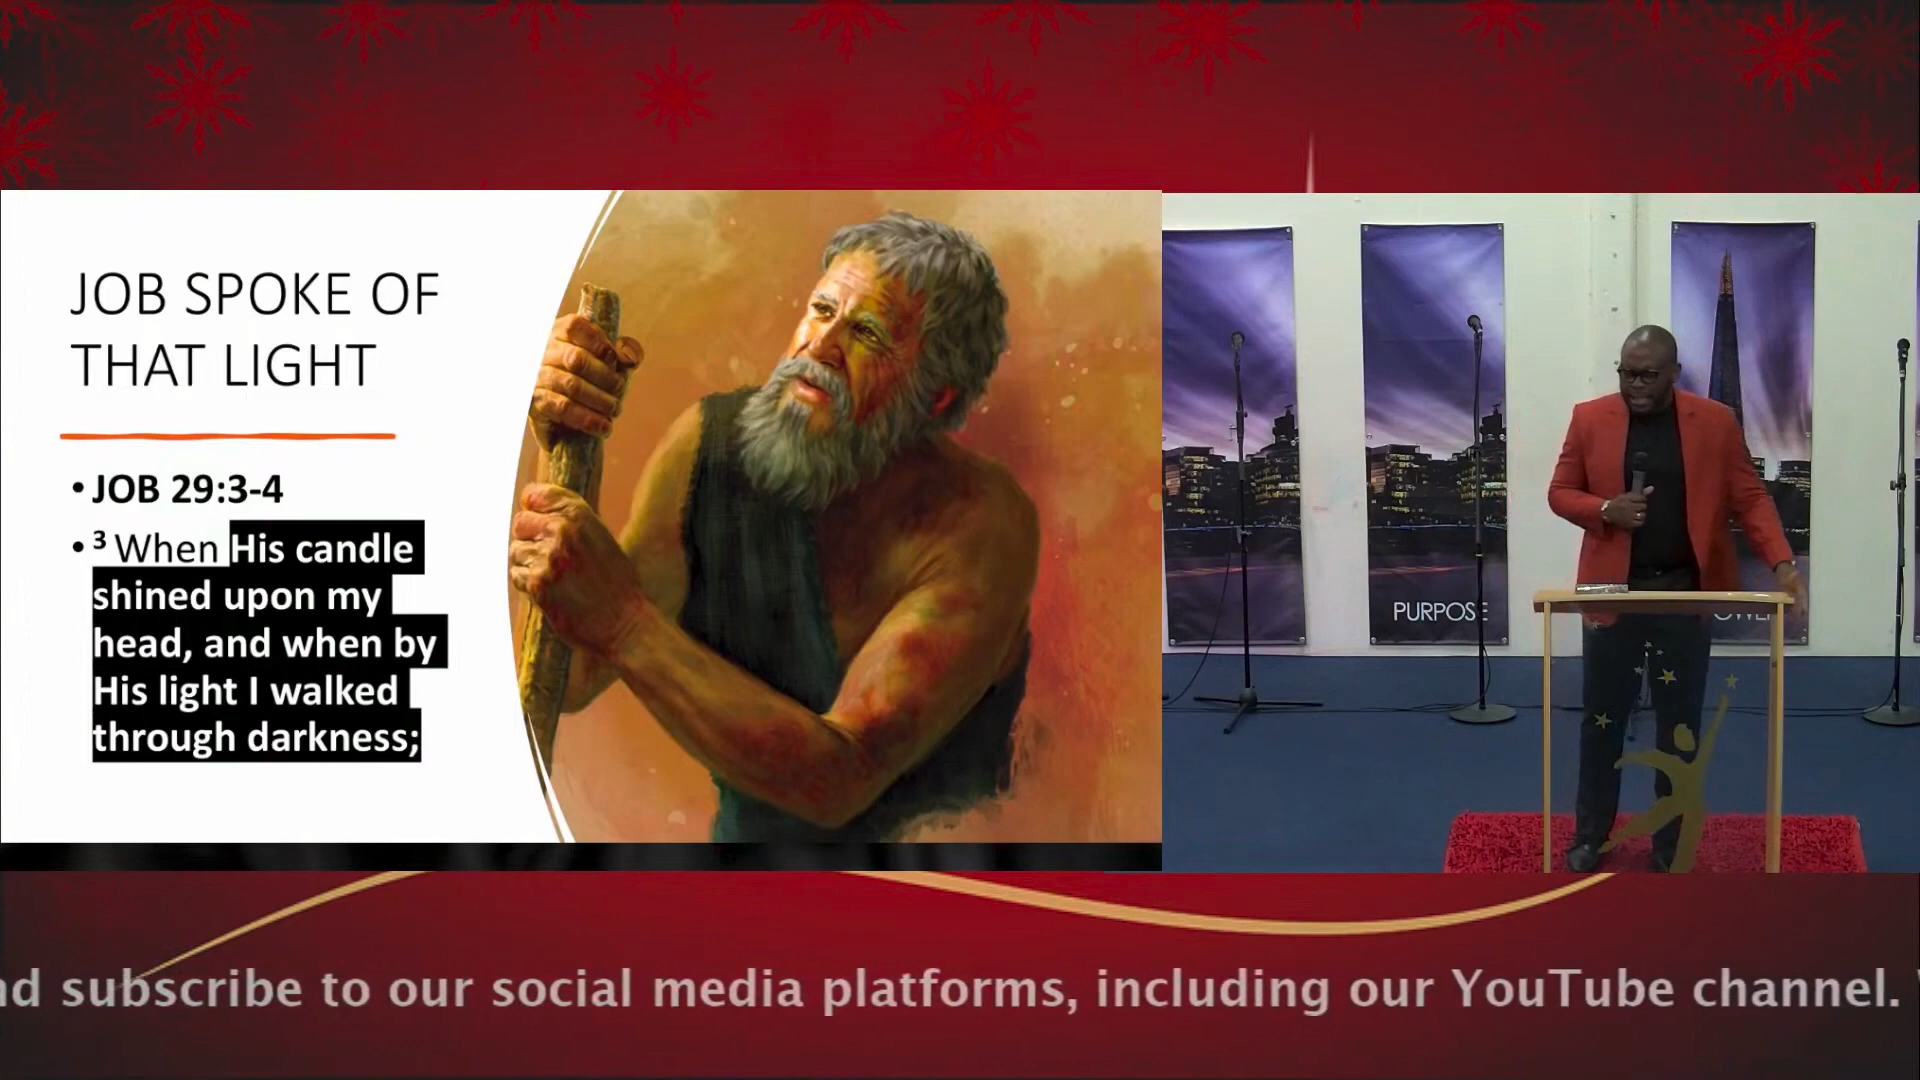 JOB SPOKE OF
THAT LIGHT
• JOB 29:3-4
• 3 When His candle
shined upon my
head, and when by
His light I walked
through darkness;
PURPOSE
subscribe to our social media platforms, including our YouTube channel.